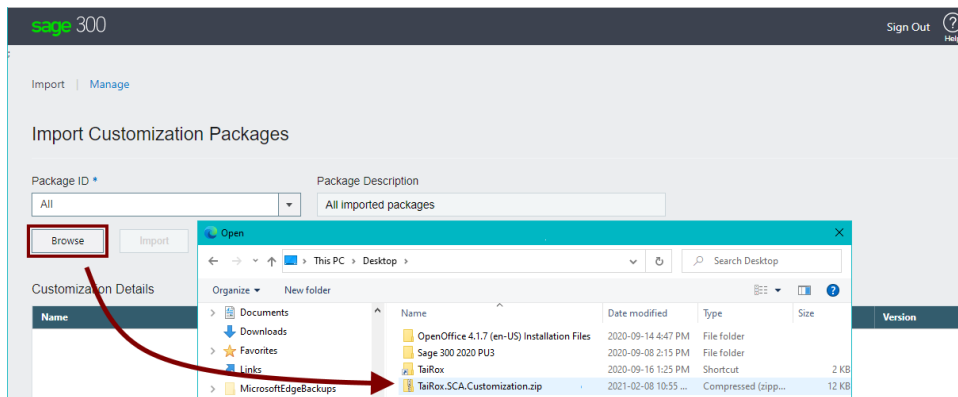 sage 300 Sign Out ?
Help
Import | Manage
Import Customization Packages
Package ID * Package Description
All All imported packages
Browse Import
Open
This PC > Desktop > Search Desktop
Organize New folder ?
Customization Details
Name Version
Documents Name Date modified Type Size
Downloads OpenOffice 4.1.7 (en-US) Installation Files 2020-09-14 4:47 PM File folder
Favorites Sage 300 2020 PU3 2020-09-08 2:15 PM File folder
Links TaiRox 2020-09-16 1:25 PM Shortcut 2 KB
MicrosoftEdgeBackups TaiRox.SCA.Customization.zip 2021-02-08 10:55 ... Compressed (zipp... 12 KB